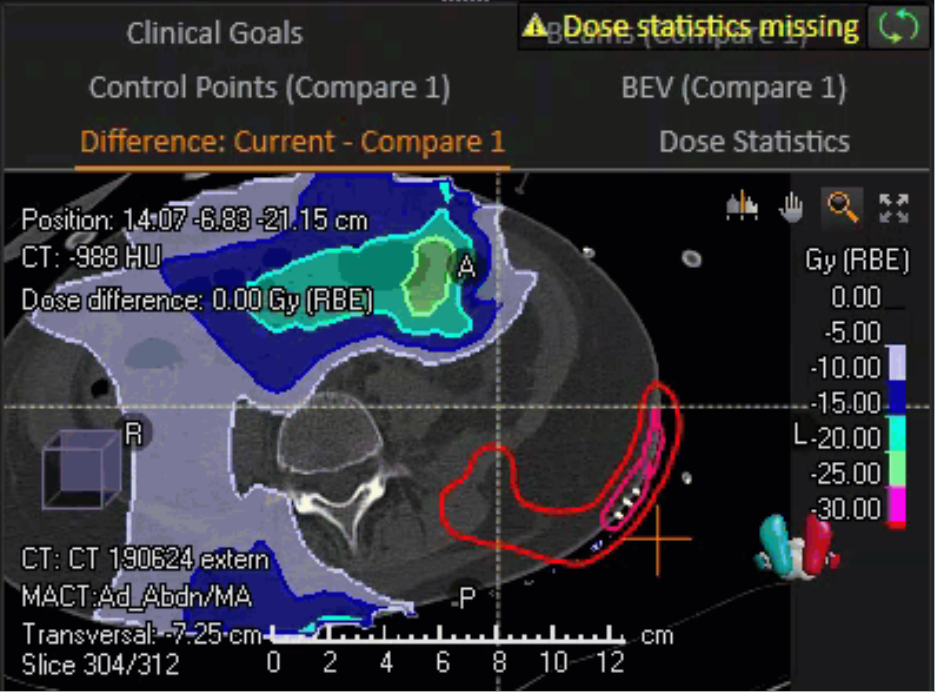 Clinical Goals
Beams (Compare 1)
Dose statistics missing
Control Points (Compare 1)
BEV (Compare 1)
Difference: Current - Compare 1
Dose Statistics
Position: 14.07 -6.83 -21.15 cm
CT: -988 HU
Dose difference: 0.00 Gy (RBE)
A
Gy (RBE)
0.00
-5.00
-10.00
-15.00
-20.00
-25.00
-30.00
R
L
CT: CT 190624 extern
MACT:Ad_Abdn/MA
P
Transversal: -7.25 cm
cm
Slice 304/312
0 2 4 6 8 10 12